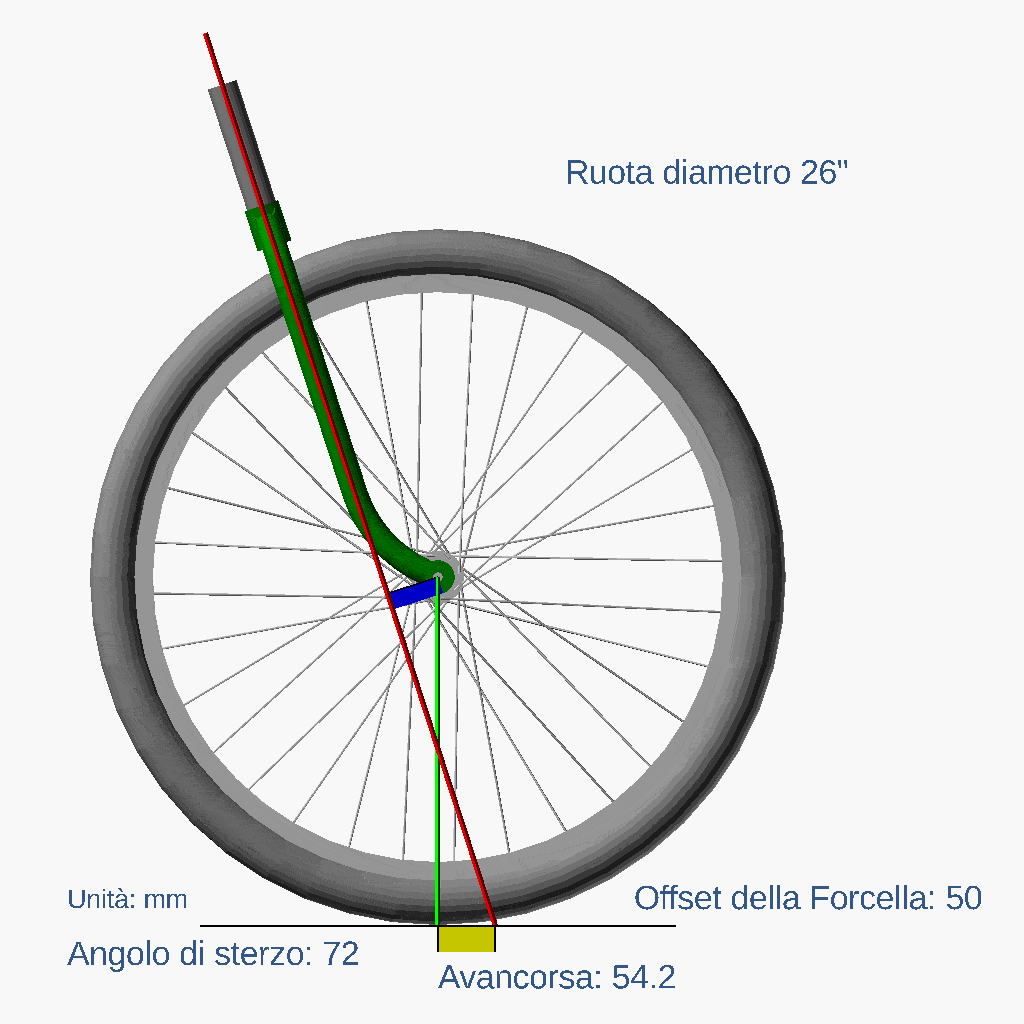 Ruota diametro 26"
Unità: mm
Offset della Forcella: 50
Angolo di sterzo: 72
Avancorsa: 54.2